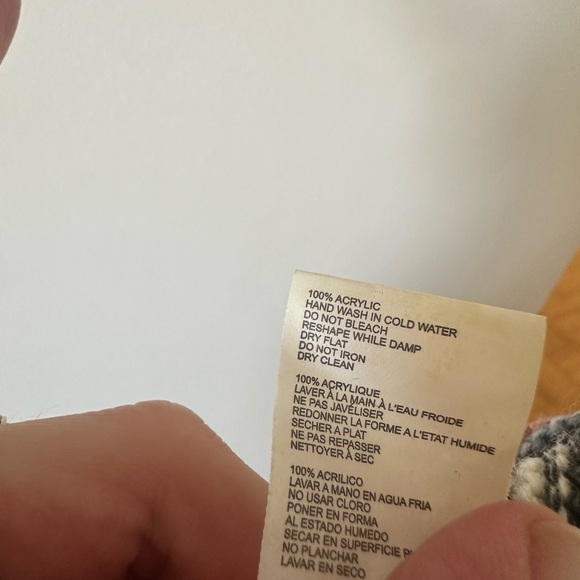 100% ACRYLIC
HAND WASH IN COLD WATER
DO NOT BLEACH
RESHAPE WHILE DAMP
DRY FLAT
DO NOT IRON
DRY CLEAN
100% ACRYLIQUE
LAVER À LA MAIN À L'EAU FROIDE
NE PAS JAVÉLISER
REDONNER LA FORME A L'ETAT HUMIDE
SECHER A PLAT
NE PAS REPASSER
NETTOYER À SEC
100% ACRILICO
LAVAR A MANO EN AGUA FRIA
NO USAR CLORO
PONER EN FORMA
AL ESTADO HUMEDO
SECAR EN SUPERFICIE
NO PLANCHAR
LAVAR EN SECO